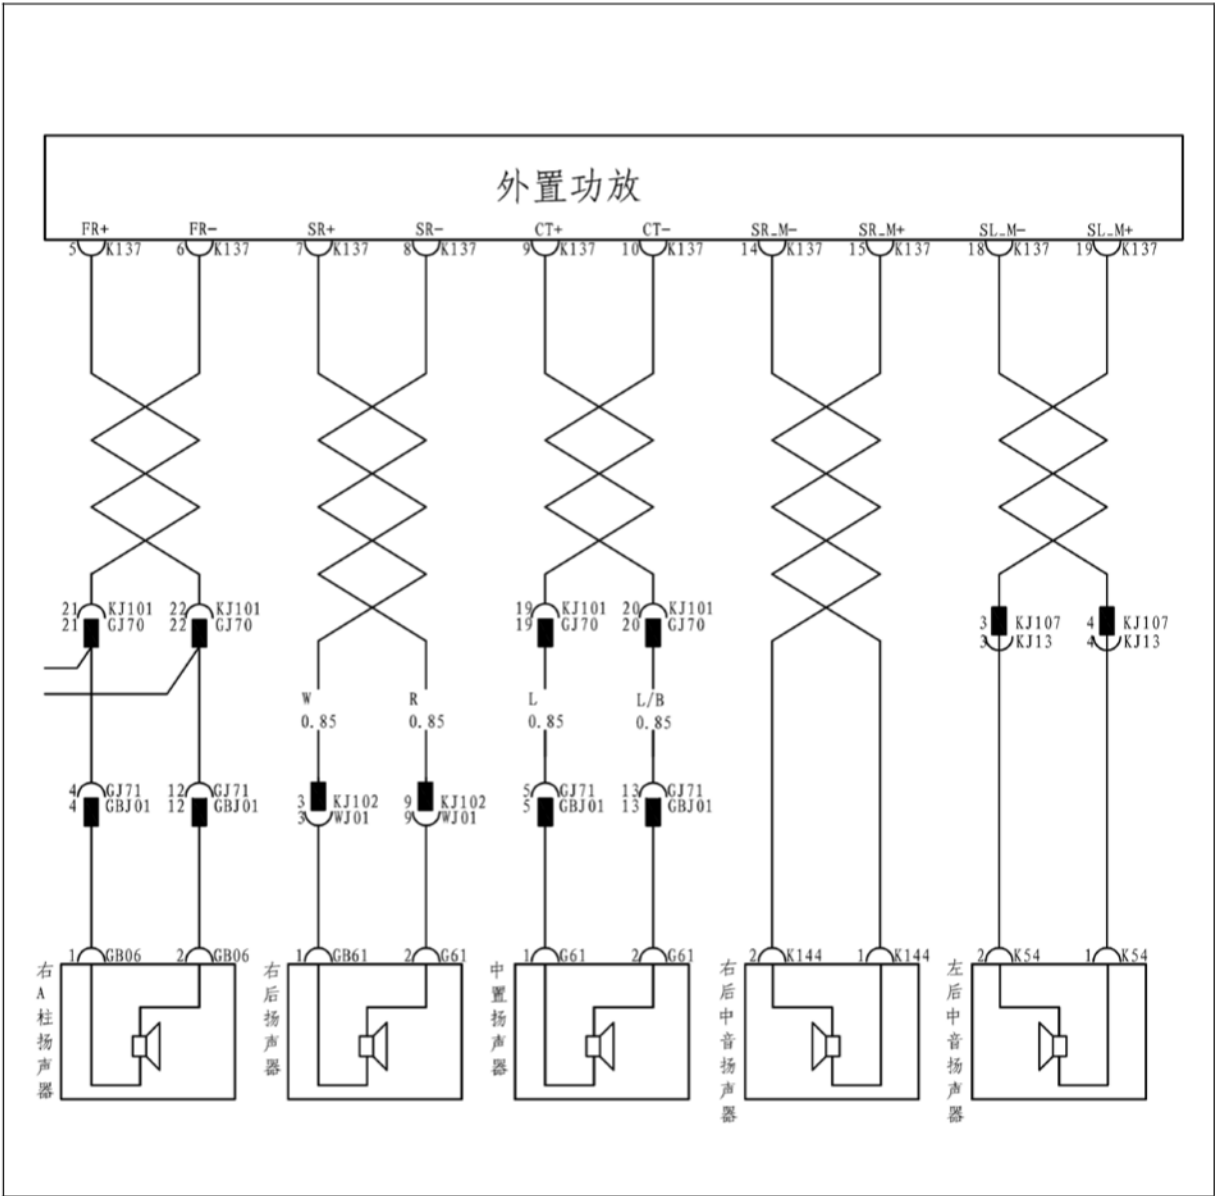 外置功放
FR+ FR- SR+ SR- CT+ CT- SR_M- SR_M+ SL_M- SL_M+
5 K137 6 K137 7 K137 8 K137 9 K137 10 K137 14 K137 15 K137 18 K137 19 K137
21 KJ101 22 KJ101 19 KJ101 20 KJ101
21 GJ70 22 GJ70 19 GJ70 20 GJ70
3 KJ107 4 KJ107
3 KJ13 4 KJ13
W R L L/B
0.85 0.85 0.85 0.85
4 GJ71 12 GJ71 5 GJ71 13 GJ71
4 GBJ01 12 GBJ01 5 GBJ01 13 GBJ01
3 KJ102 9 KJ102
3 WJ01 9 WJ01
1 GB06 2 GB06 1 GB61 2 G61 1 G61 2 G61 2 K144 1 K144 2 K54 1 K54
右A柱扬声器
右后扬声器
中置扬声器
右后中音扬声器
左后中音扬声器